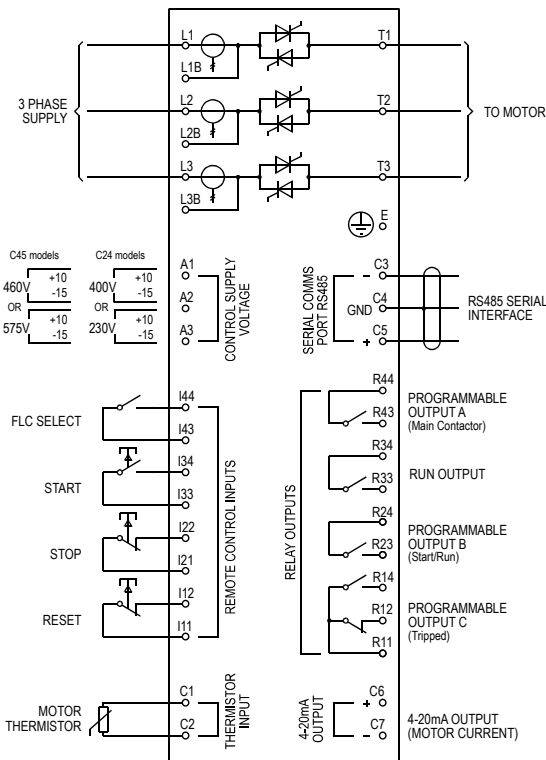 L1
T1
L1B
3 PHASE
SUPPLY
L2
T2
TO MOTOR
L2B
L3
T3
L3B
E
C45 models
C24 models
460V
+10
-15
OR
575V
+10
-15
400V
+10
-15
OR
230V
+10
-15
A1
A2
A3
CONTROL SUPPLY
VOLTAGE
SERIAL COMMS
PORT RS485
-
C3
GND
C4
+
C5
RS485 SERIAL
INTERFACE
FLC SELECT
I44
I43
START
I34
I33
STOP
I22
I21
RESET
I12
I11
REMOTE CONTROL INPUTS
RELAY OUTPUTS
R44
R43
PROGRAMMABLE
OUTPUT A
(Main Contactor)
R34
R33
RUN OUTPUT
R24
R23
PROGRAMMABLE
OUTPUT B
(Start/Run)
R14
R12
R11
PROGRAMMABLE
OUTPUT C
(Tripped)
MOTOR
THERMISTOR
C1
C2
THERMISTOR
INPUT
4-20mA
OUTPUT
+
C6
-
C7
4-20mA OUTPUT
(MOTOR CURRENT)